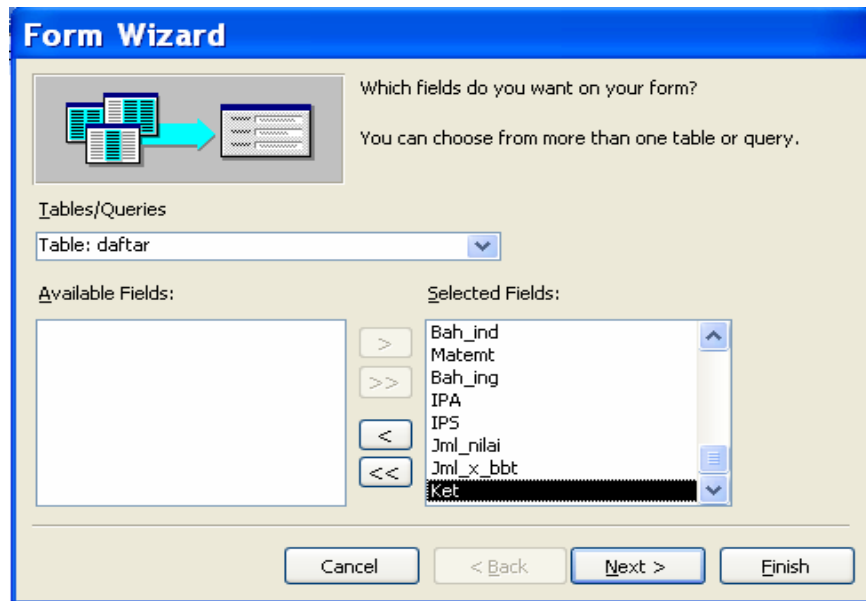 Form Wizard
Which fields do you want on your form?
You can choose from more than one table or query.
Tables/Queries
Table: daftar
Available Fields:
Selected Fields:
Bah_ind
Matemt
Bah_ing
IPA
IPS
Jml_nilai
Jml_x_bbt
Ket
>
>>
<
<<
Cancel
< Back
Next >
Finish